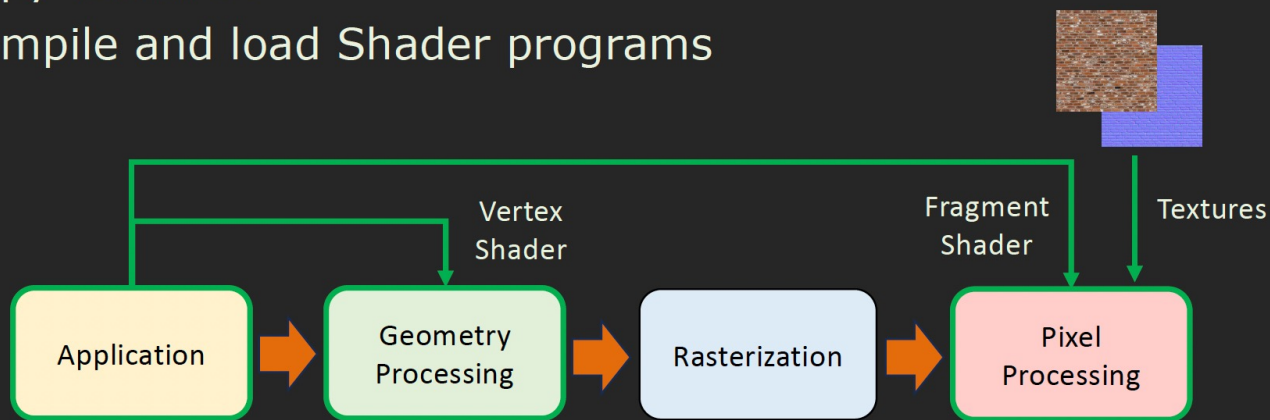 mpile and load Shader programs
Vertex
Shader
Fragment
Shader
Textures
Application
Geometry
Processing
Rasterization
Pixel
Processing